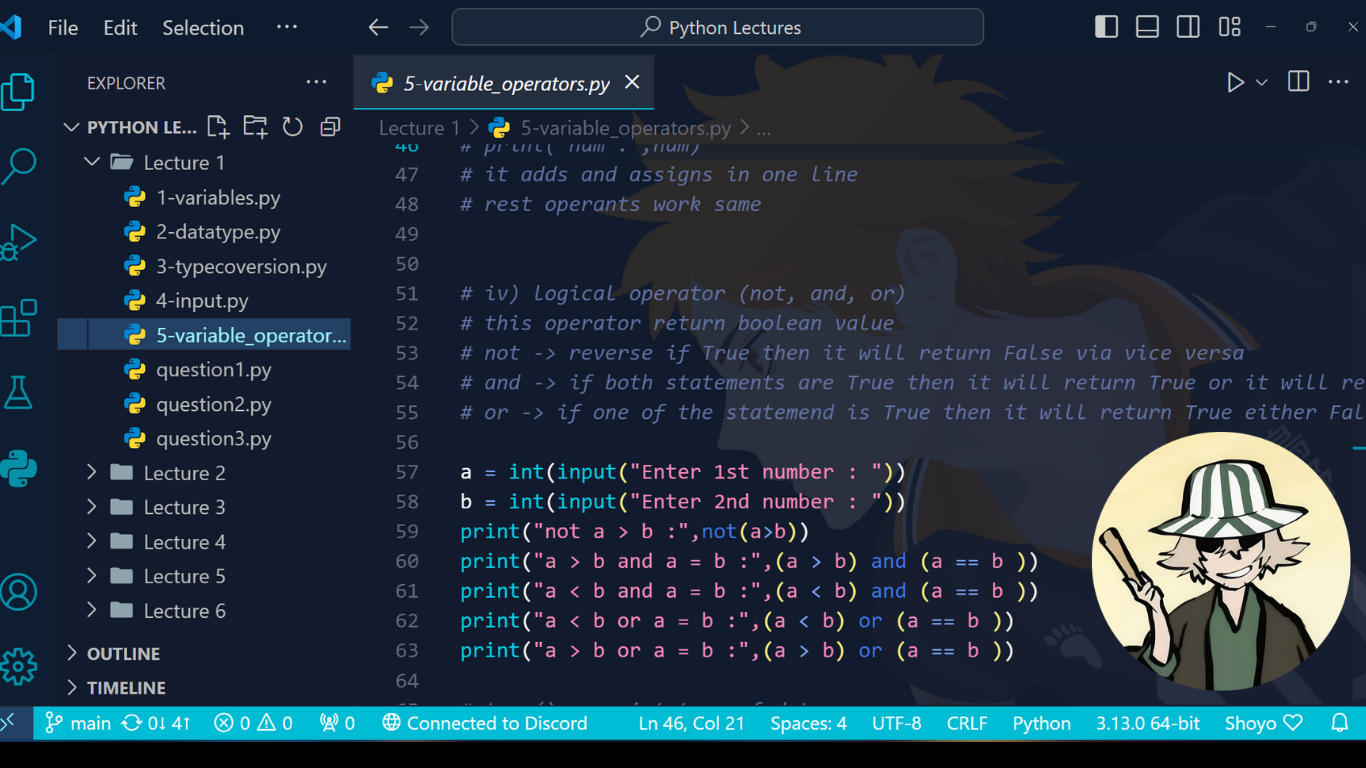 File Edit Selection ...
Python Lectures
EXPLORER ...
PYTHON LE...
Lecture 1
1-variables.py
2-datatype.py
3-typecoversion.py
4-input.py
5-variable_operator...
question1.py
question2.py
question3.py
Lecture 2
Lecture 3
Lecture 4
Lecture 5
Lecture 6
OUTLINE
TIMELINE
5-variable_operators.py
Lecture 1 > 5-variable_operators.py > ...
46
47 # it adds and assigns in one line
48 # rest operants work same
49
50
51 # iv) logical operator (not, and, or)
52 # this operator return boolean value
53 # not -> reverse if True then it will return False via vice versa
54 # and -> if both statements are True then it will return True or it will re
55 # or -> if one of the statemend is True then it will return True either Fal
56
57 a = int(input("Enter 1st number : "))
58 b = int(input("Enter 2nd number : "))
59 print("not a > b :",not(a>b))
60 print("a > b and a = b :",(a > b) and (a == b ))
61 print("a < b and a = b :",(a < b) and (a == b ))
62 print("a < b or a = b :",(a < b) or (a == b ))
63 print("a > b or a = b :",(a > b) or (a == b ))
64
main 0↓ 4↑ 0 0 0 Connected to Discord Ln 46, Col 21 Spaces: 4 UTF-8 CRLF Python 3.13.0 64-bit Shoyo ♡